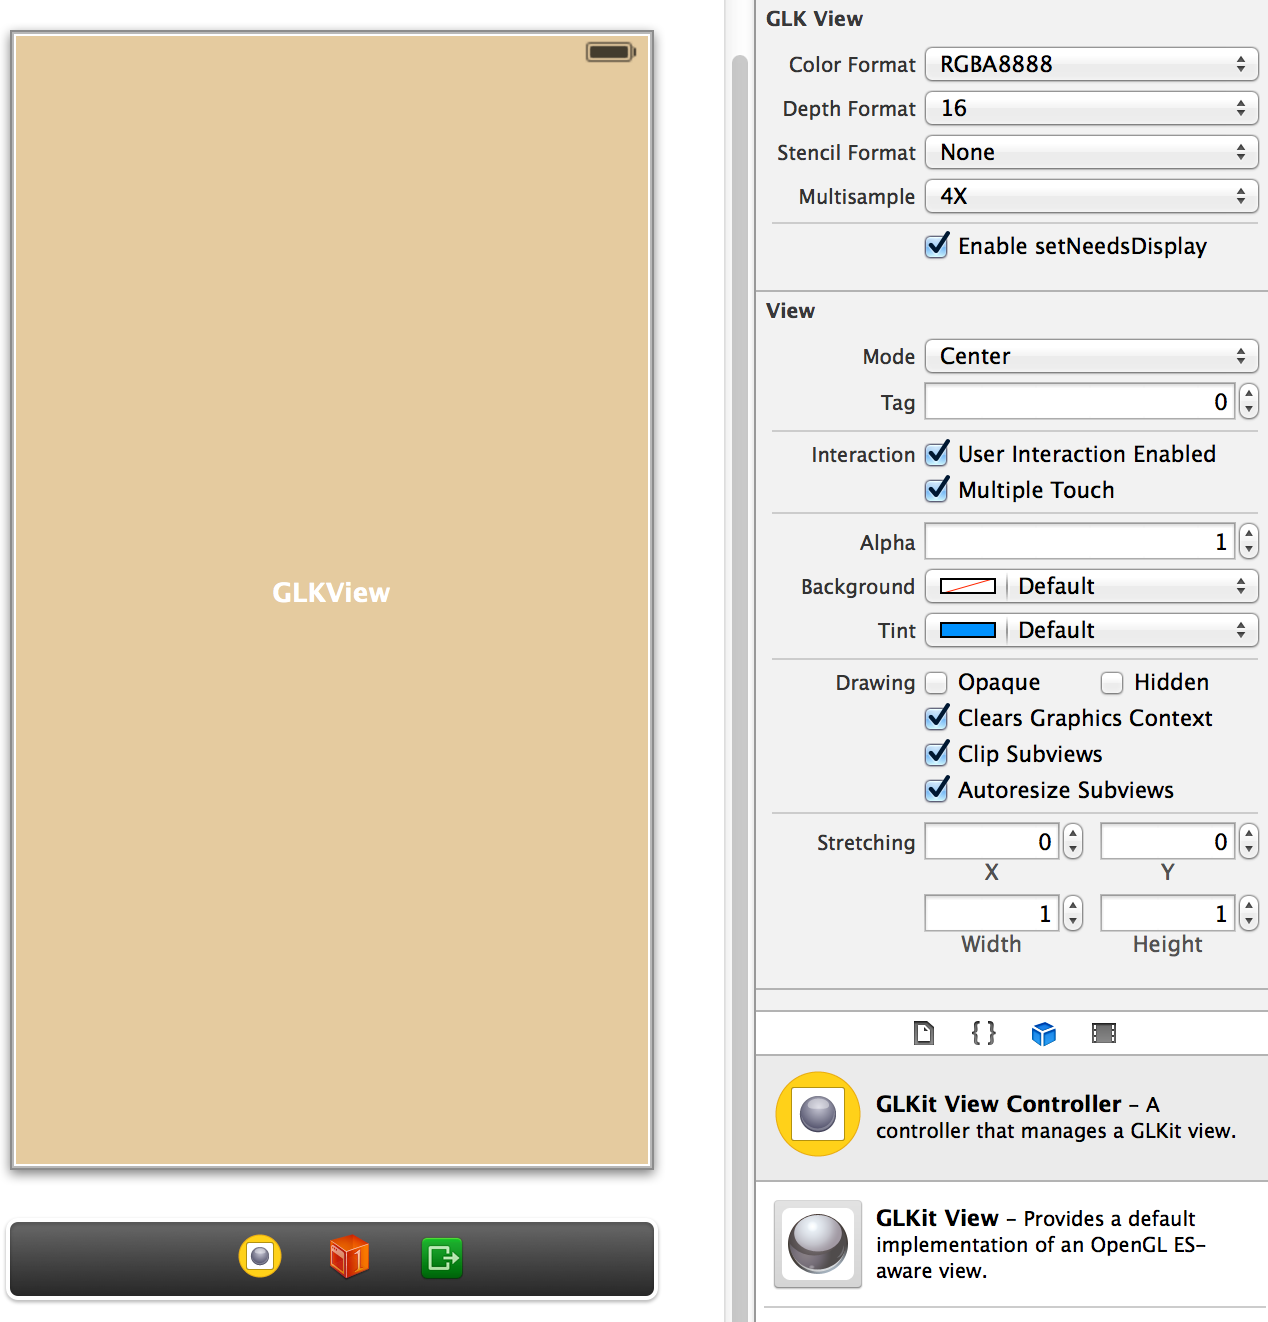 GLKView
GLK View
Color Format RGBA8888
Depth Format 16
Stencil Format None
Multisample 4X
Enable setNeedsDisplay
View
Mode Center
Tag 0
Interaction User Interaction Enabled
Multiple Touch
Alpha 1
Background Default
Tint Default
Drawing Opaque Hidden
Clears Graphics Context
Clip Subviews
Autoresize Subviews
Stretching 0 0
X Y
1 1
Width Height
{ }
GLKit View Controller – A
controller that manages a GLKit view.
GLKit View – Provides a default
implementation of an OpenGL ES-
aware view.
1